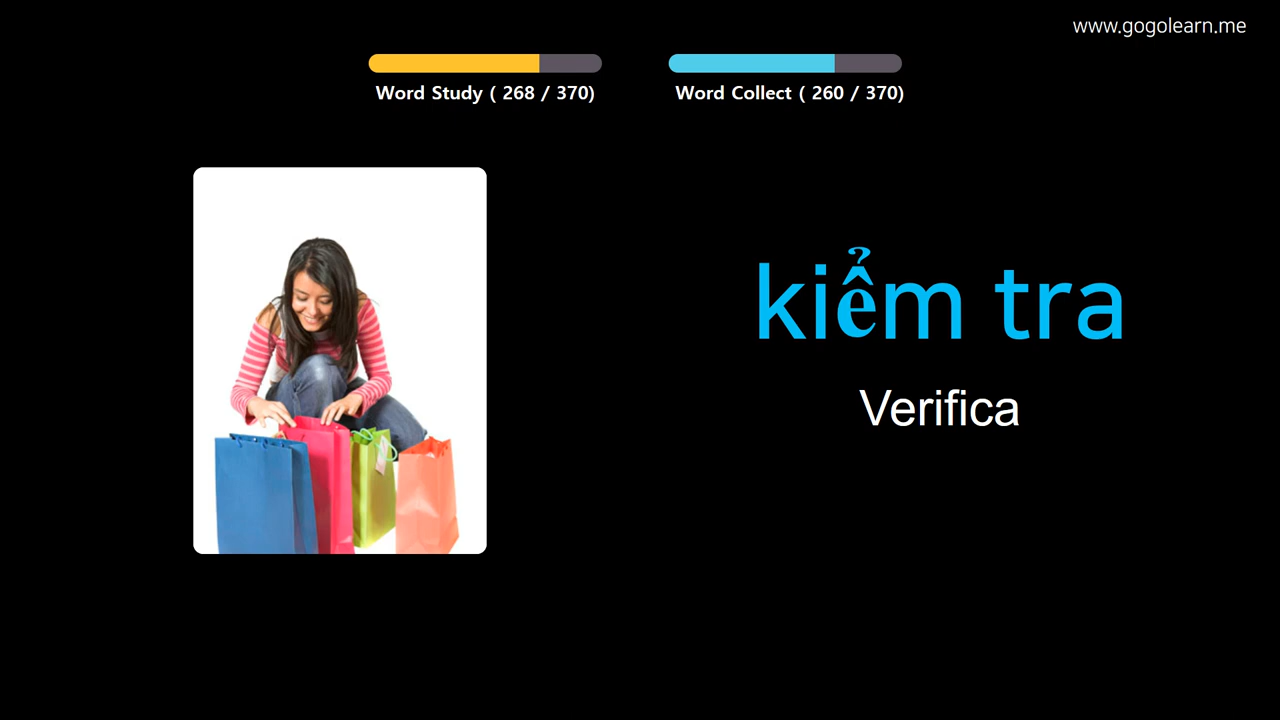 www.gogolearn.me
Word Study ( 268 / 370)
Word Collect ( 260 / 370)
kiểm tra
Verifica